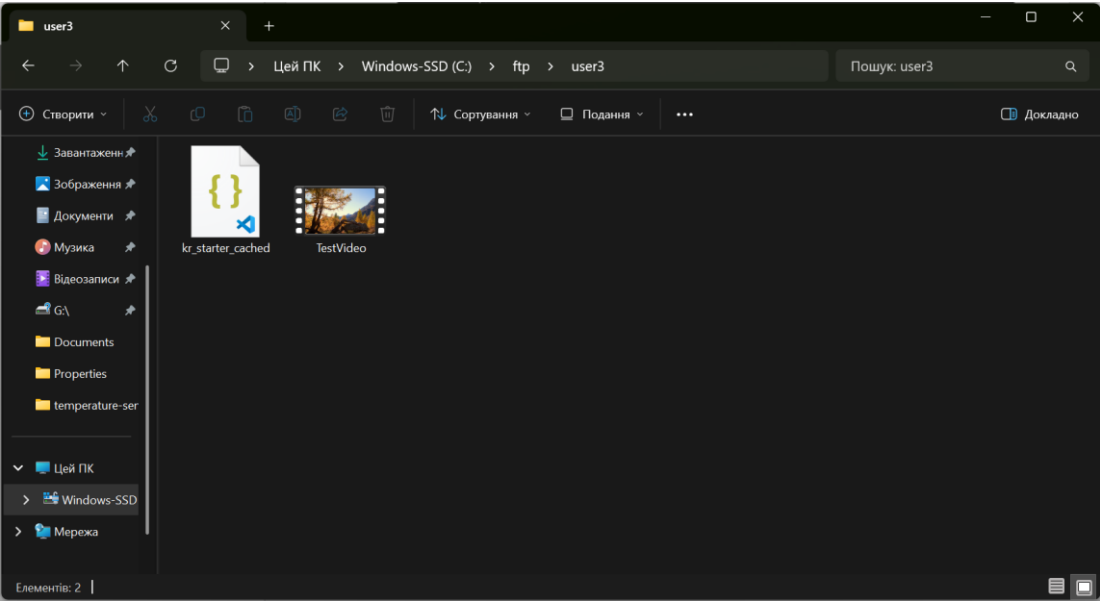 user3
Цей ПК > Windows-SSD (C:) > ftp > user3
Пошук: user3
Створити
Сортування
Подання
Докладно
Завантаженн
Зображення
Документи
Музика
Відеозаписи
G:\
Documents
Properties
temperature-ser
Цей ПК
Windows-SSD
Мережа
kr_starter_cached
TestVideo
Елементів: 2